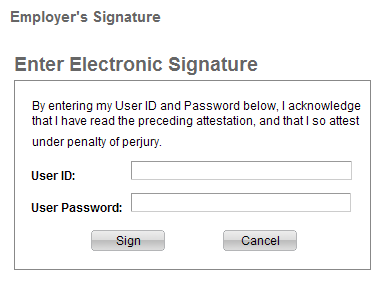 Employer's Signature
Enter Electronic Signature
By entering my User ID and Password below, I acknowledge
that I have read the preceding attestation, and that I so attest
under penalty of perjury.
User ID:
User Password:
Sign Cancel